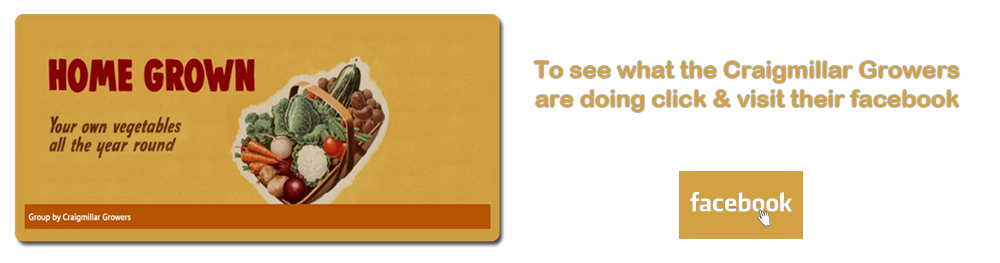 HOME GROWN
Your own vegetables
all the year round
Group by Craigmillar Growers
To see what the Craigmillar Growers
are doing click & visit their facebook
facebook